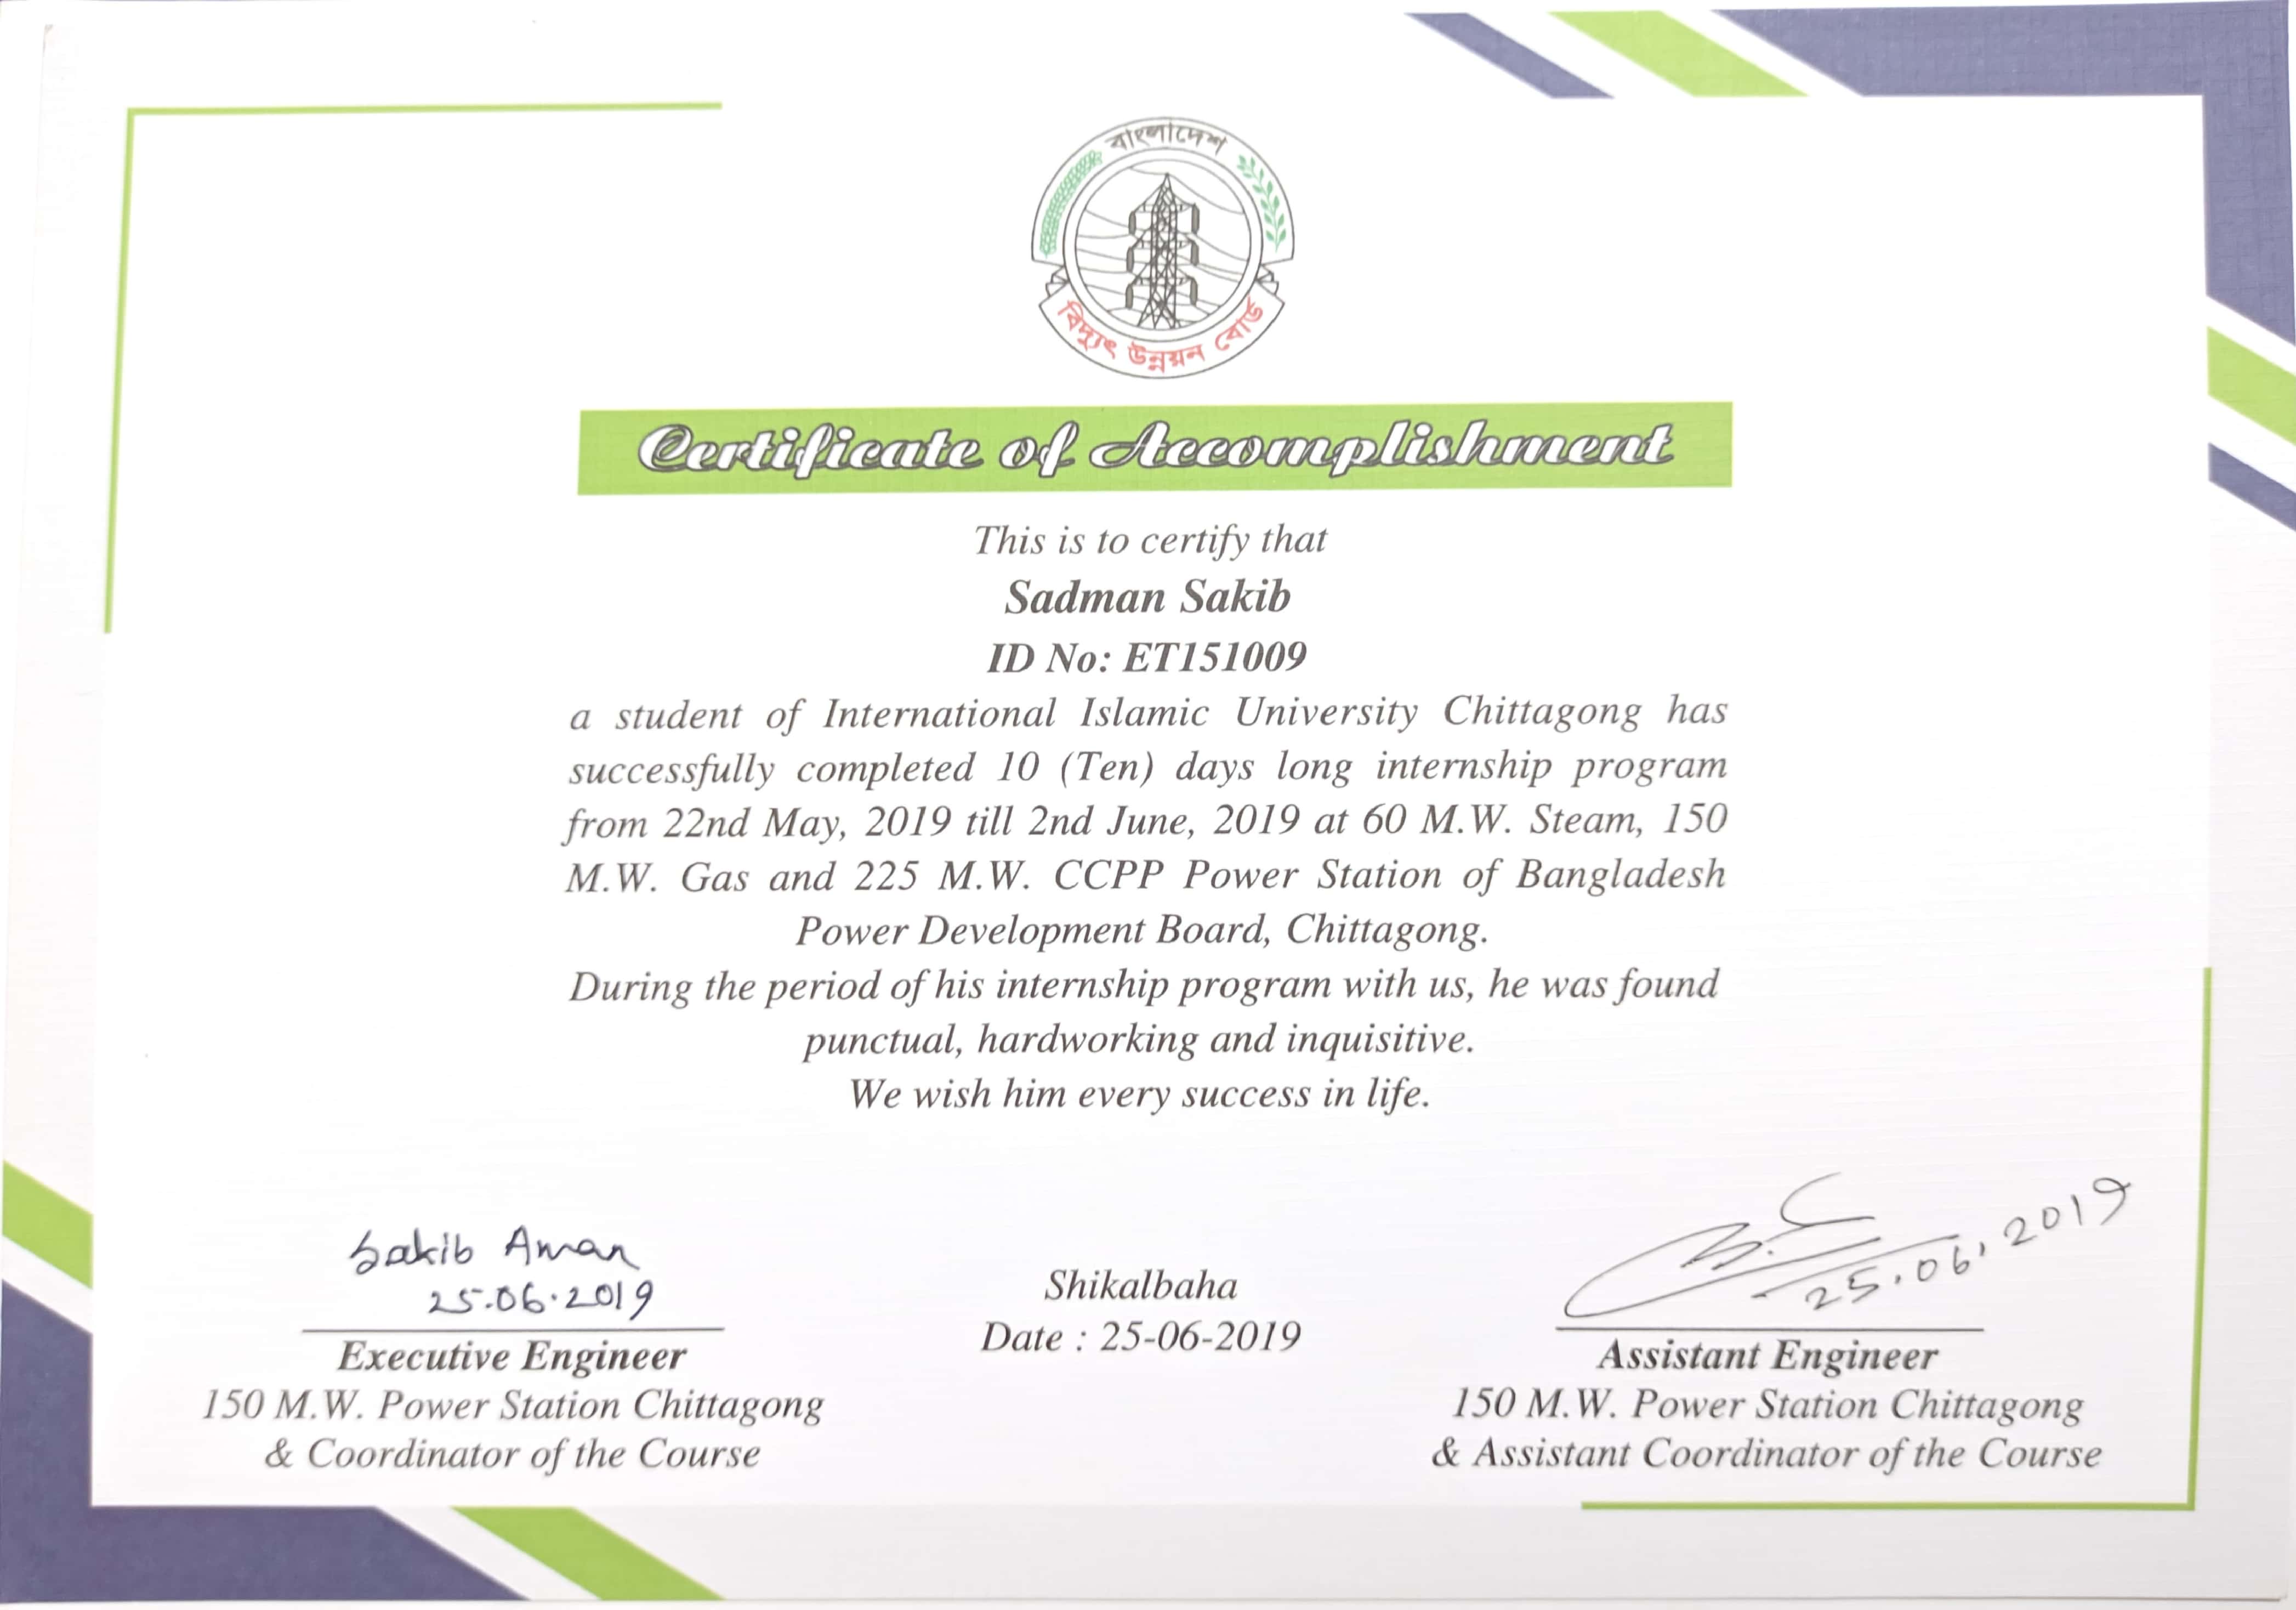 বাংলাদেশ
বিদ্যুৎ উন্নয়ন বোর্ড
Certificate of Accomplishment
This is to certify that
Sadman Sakib
ID No: ET151009
a student of International Islamic University Chittagong has
successfully completed 10 (Ten) days long internship program
from 22nd May, 2019 till 2nd June, 2019 at 60 M.W. Steam, 150
M.W. Gas and 225 M.W. CCPP Power Station of Bangladesh
Power Development Board, Chittagong.
During the period of his internship program with us, he was found
punctual, hardworking and inquisitive.
We wish him every success in life.
Sakib Aman
25.06.2019
Executive Engineer
150 M.W. Power Station Chittagong
& Coordinator of the Course
Shikalbaha
Date : 25-06-2019
25.06.2019
Assistant Engineer
150 M.W. Power Station Chittagong
& Assistant Coordinator of the Course